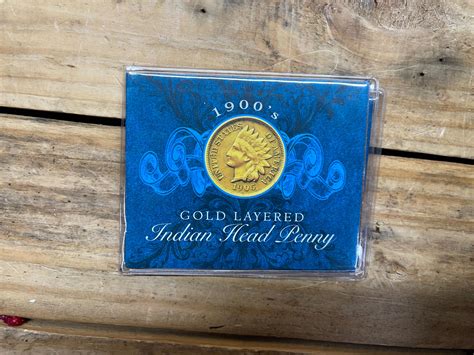 1900's
UNITED STATES OF AMERICA
1906
GOLD LAYERED
Indian Head Penny